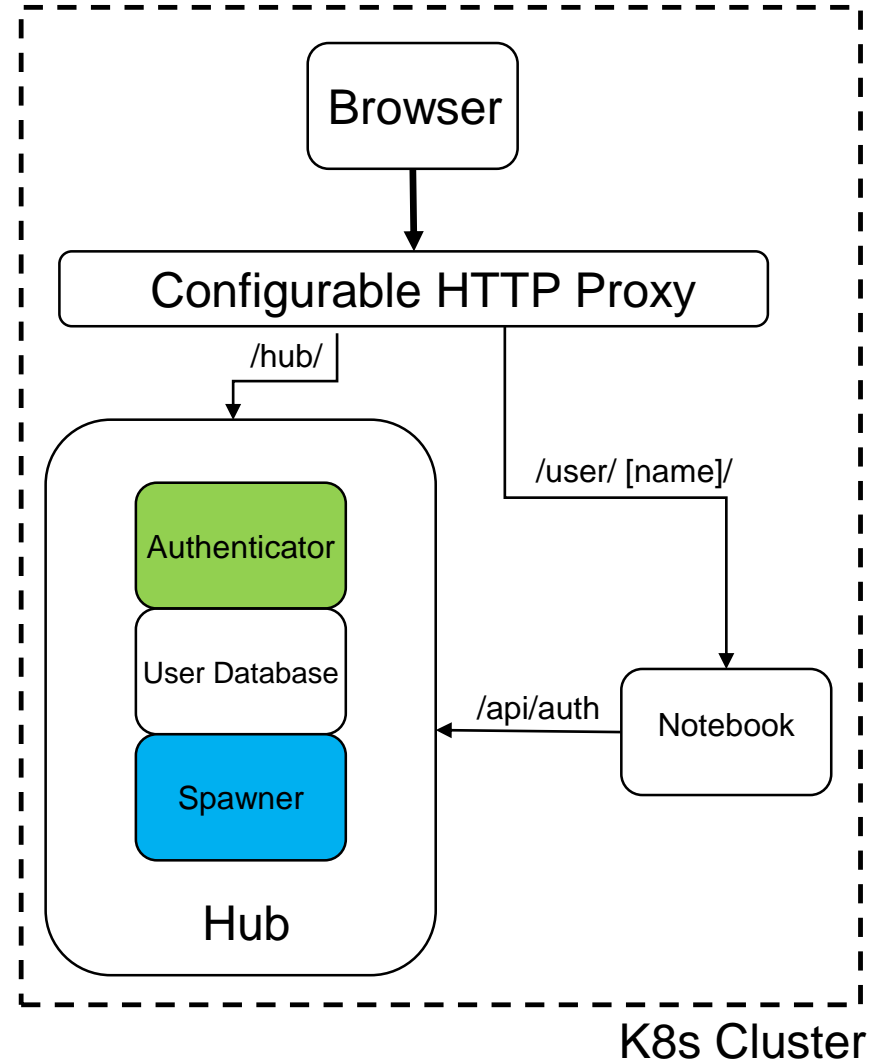 Browser
Configurable HTTP Proxy
/hub/
/user/ [name]/
Authenticator
User Database
/api/auth
Notebook
Spawner
Hub
K8s Cluster